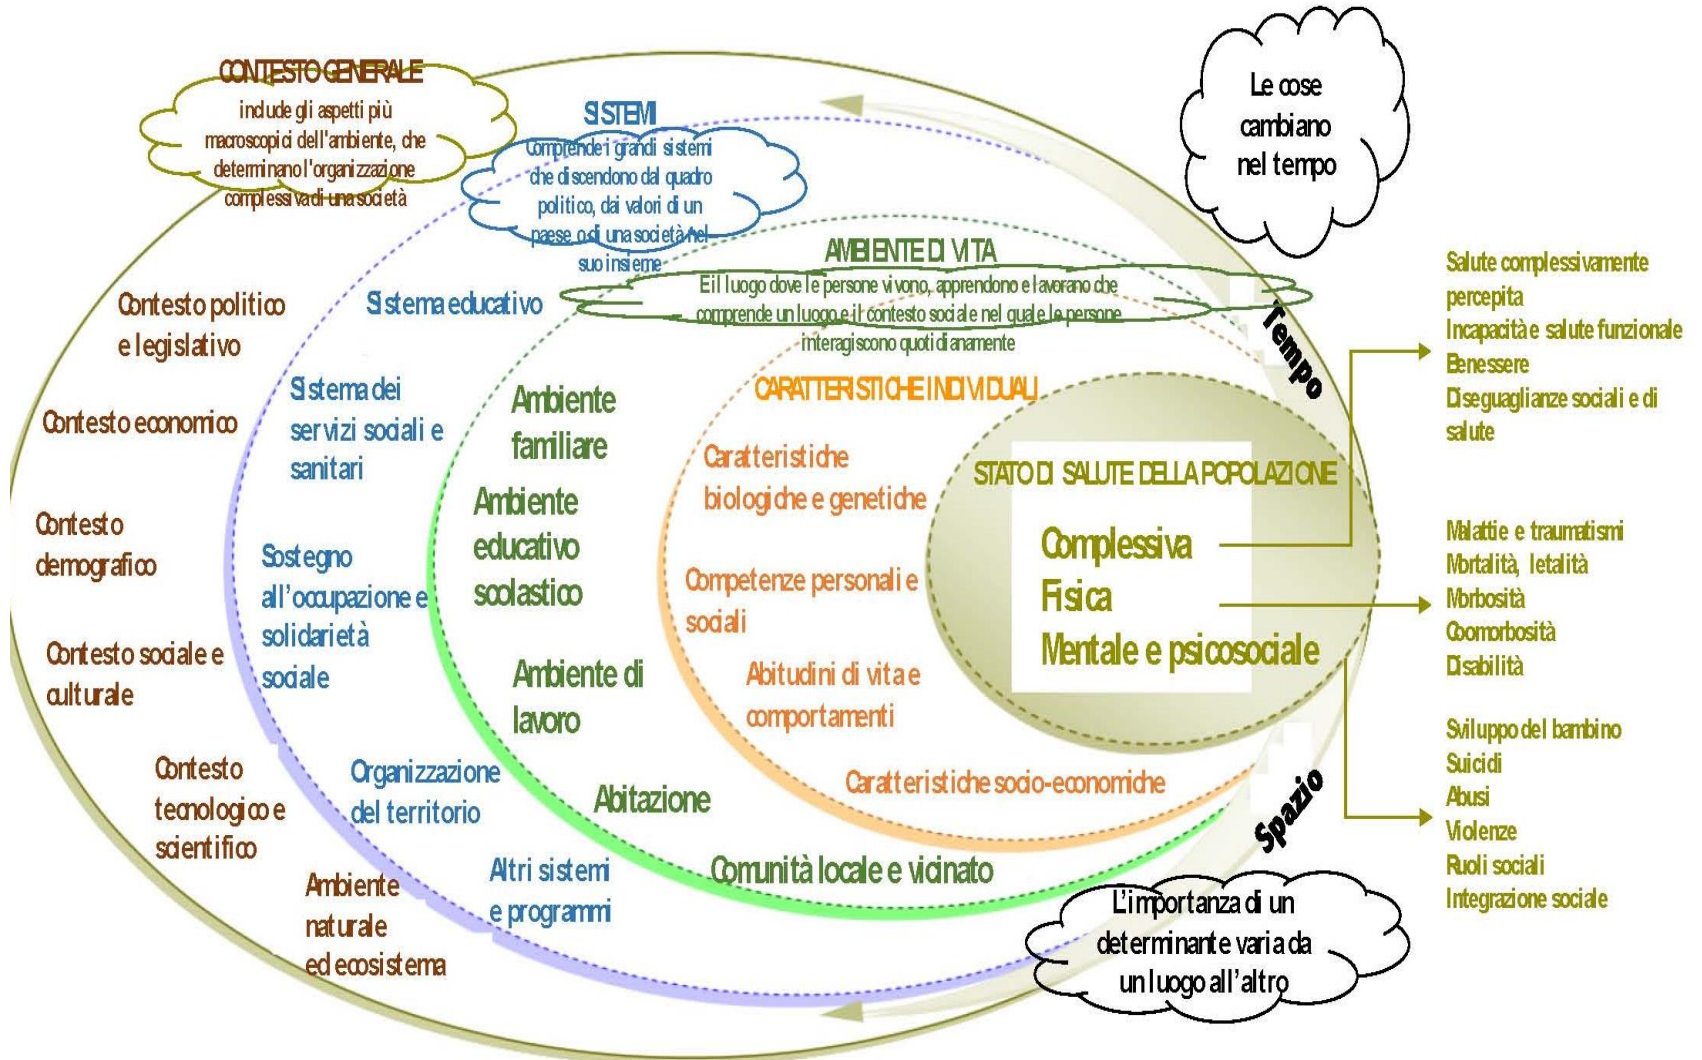 CONTESTO GENERALE
include gli aspetti più
macroscopici dell'ambiente, che
determinano l'organizzazione
complessiva di una società
SISTEMI
Comprende i grandi sistemi
che discendono dal quadro
politico, dai valori di un
paese o di una società nel
suo insieme
AMBIENTE DI VITA
E il luogo dove le persone vivono, apprendono e lavorano che
comprende un luogo e il contesto sociale nel quale le persone
interagiscono quotidianamente
Le cose
cambiano
nel tempo
Contesto politico
e legislativo
Contesto economico
Contesto
demografico
Contesto sociale e
culturale
Contesto
tecnologico e
scientifico
Ambiente
naturale
ed ecosistema
Sistema educativo
Sistema dei
servizi sociali e
sanitari
Sostegno
all'occupazione e
solidarietà
sociale
Organizzazione
del territorio
Altri sistemi
e programmi
Ambiente
familiare
Ambiente
educativo
scolastico
Ambiente di
lavoro
Abitazione
Comunità locale e vicinato
CARATTERISTICHE INDIVIDUALI
Caratteristiche
biologiche e genetiche
Competenze personali e
sociali
Abitudini di vita e
comportamenti
Caratteristiche socio-economiche
STATO DI SALUTE DELLA POPOLAZIONE
Complessiva
Fisica
Mentale e psicosociale
Tempo
Spazio
L'importanza di un
determinante varia da
un luogo all'altro
Salute complessivamente
percepita
Incapacità e salute funzionale
Benessere
Diseguaglianze sociali e di
salute
Malattie e traumatismi
Mortalità, letalità
Morbosità
Coomorbosità
Disabilità
Sviluppo del bambino
Suicidi
Abusi
Violenze
Ruoli sociali
Integrazione sociale